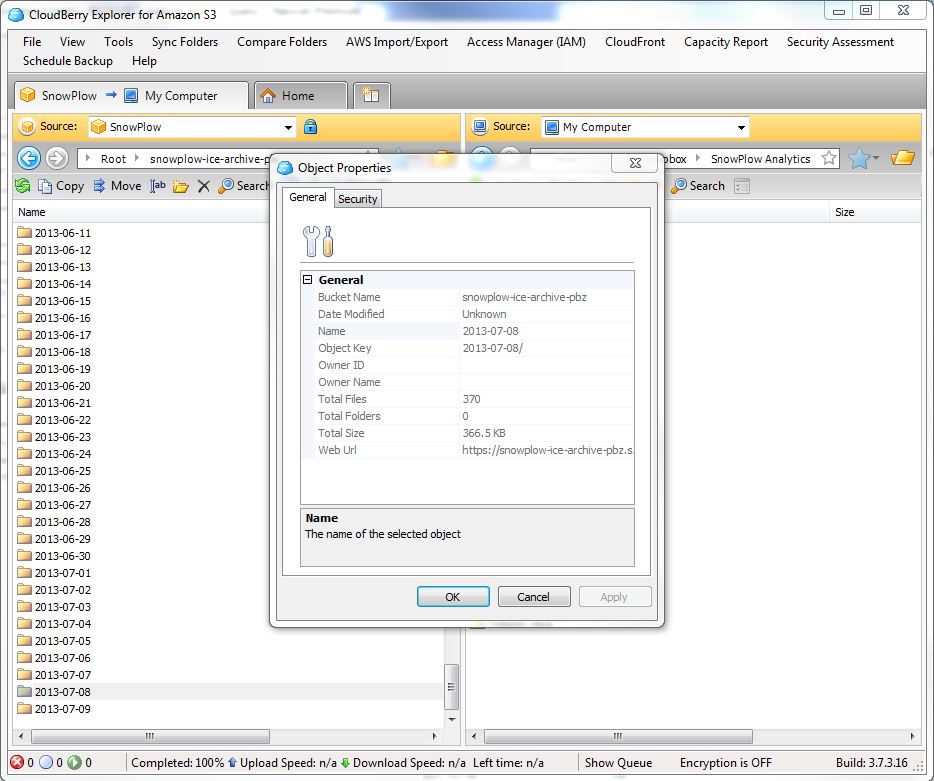 CloudBerry Explorer for Amazon S3
File View Tools Sync Folders Compare Folders AWS Import/Export Access Manager (IAM) CloudFront Capacity Report Security Assessment
Schedule Backup Help
SnowPlow My Computer Home
Source: SnowPlow Source: My Computer
Root snowplow-ice-archive-p SnowPlow Analytics
Copy Move Search Search
Name Size
2013-06-11
2013-06-12
2013-06-13
2013-06-14
2013-06-15
2013-06-16
2013-06-17
2013-06-18
2013-06-19
2013-06-20
2013-06-21
2013-06-22
2013-06-23
2013-06-24
2013-06-25
2013-06-26
2013-06-27
2013-06-28
2013-06-29
2013-06-30
2013-07-01
2013-07-02
2013-07-03
2013-07-04
2013-07-05
2013-07-06
2013-07-07
2013-07-08
2013-07-09
Object Properties
General Security
General
Bucket Name snowplow-ice-archive-pbz
Date Modified Unknown
Name 2013-07-08
Object Key 2013-07-08/
Owner ID
Owner Name
Total Files 370
Total Folders 0
Total Size 366.5 KB
Web Url https://snowplow-ice-archive-pbz.s
Name
The name of the selected object
OK Cancel Apply
0 0 0 Completed: 100% Upload Speed: n/a Download Speed: n/a Left time: n/a Show Queue Encryption is OFF Build: 3.7.3.16